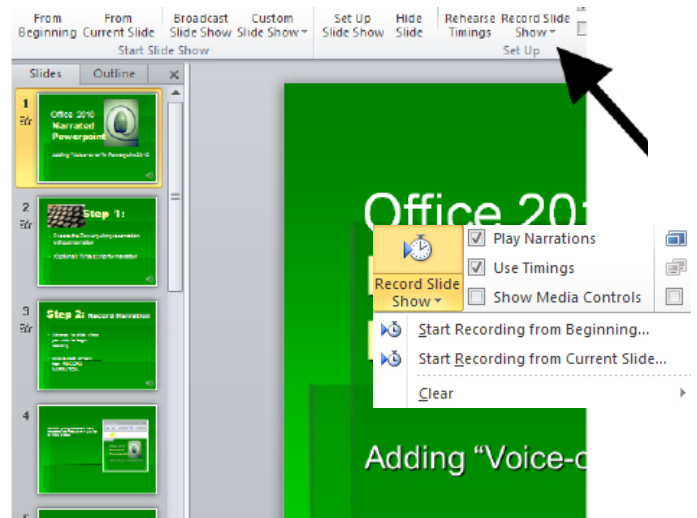 From Beginning
From Current Slide
Broadcast Slide Show
Custom Slide Show
Set Up Slide Show
Hide Slide
Rehearse Timings
Record Slide Show
Start Slide Show
Set Up
Slides
Outline
1
Office 2010
Narrated
Powerpoint
2
Step 1:
3
Step 2: Record Narration
4
Office 201
Record Slide Show
Play Narrations
Use Timings
Show Media Controls
Start Recording from Beginning...
Start Recording from Current Slide...
Clear
Adding "Voice-o